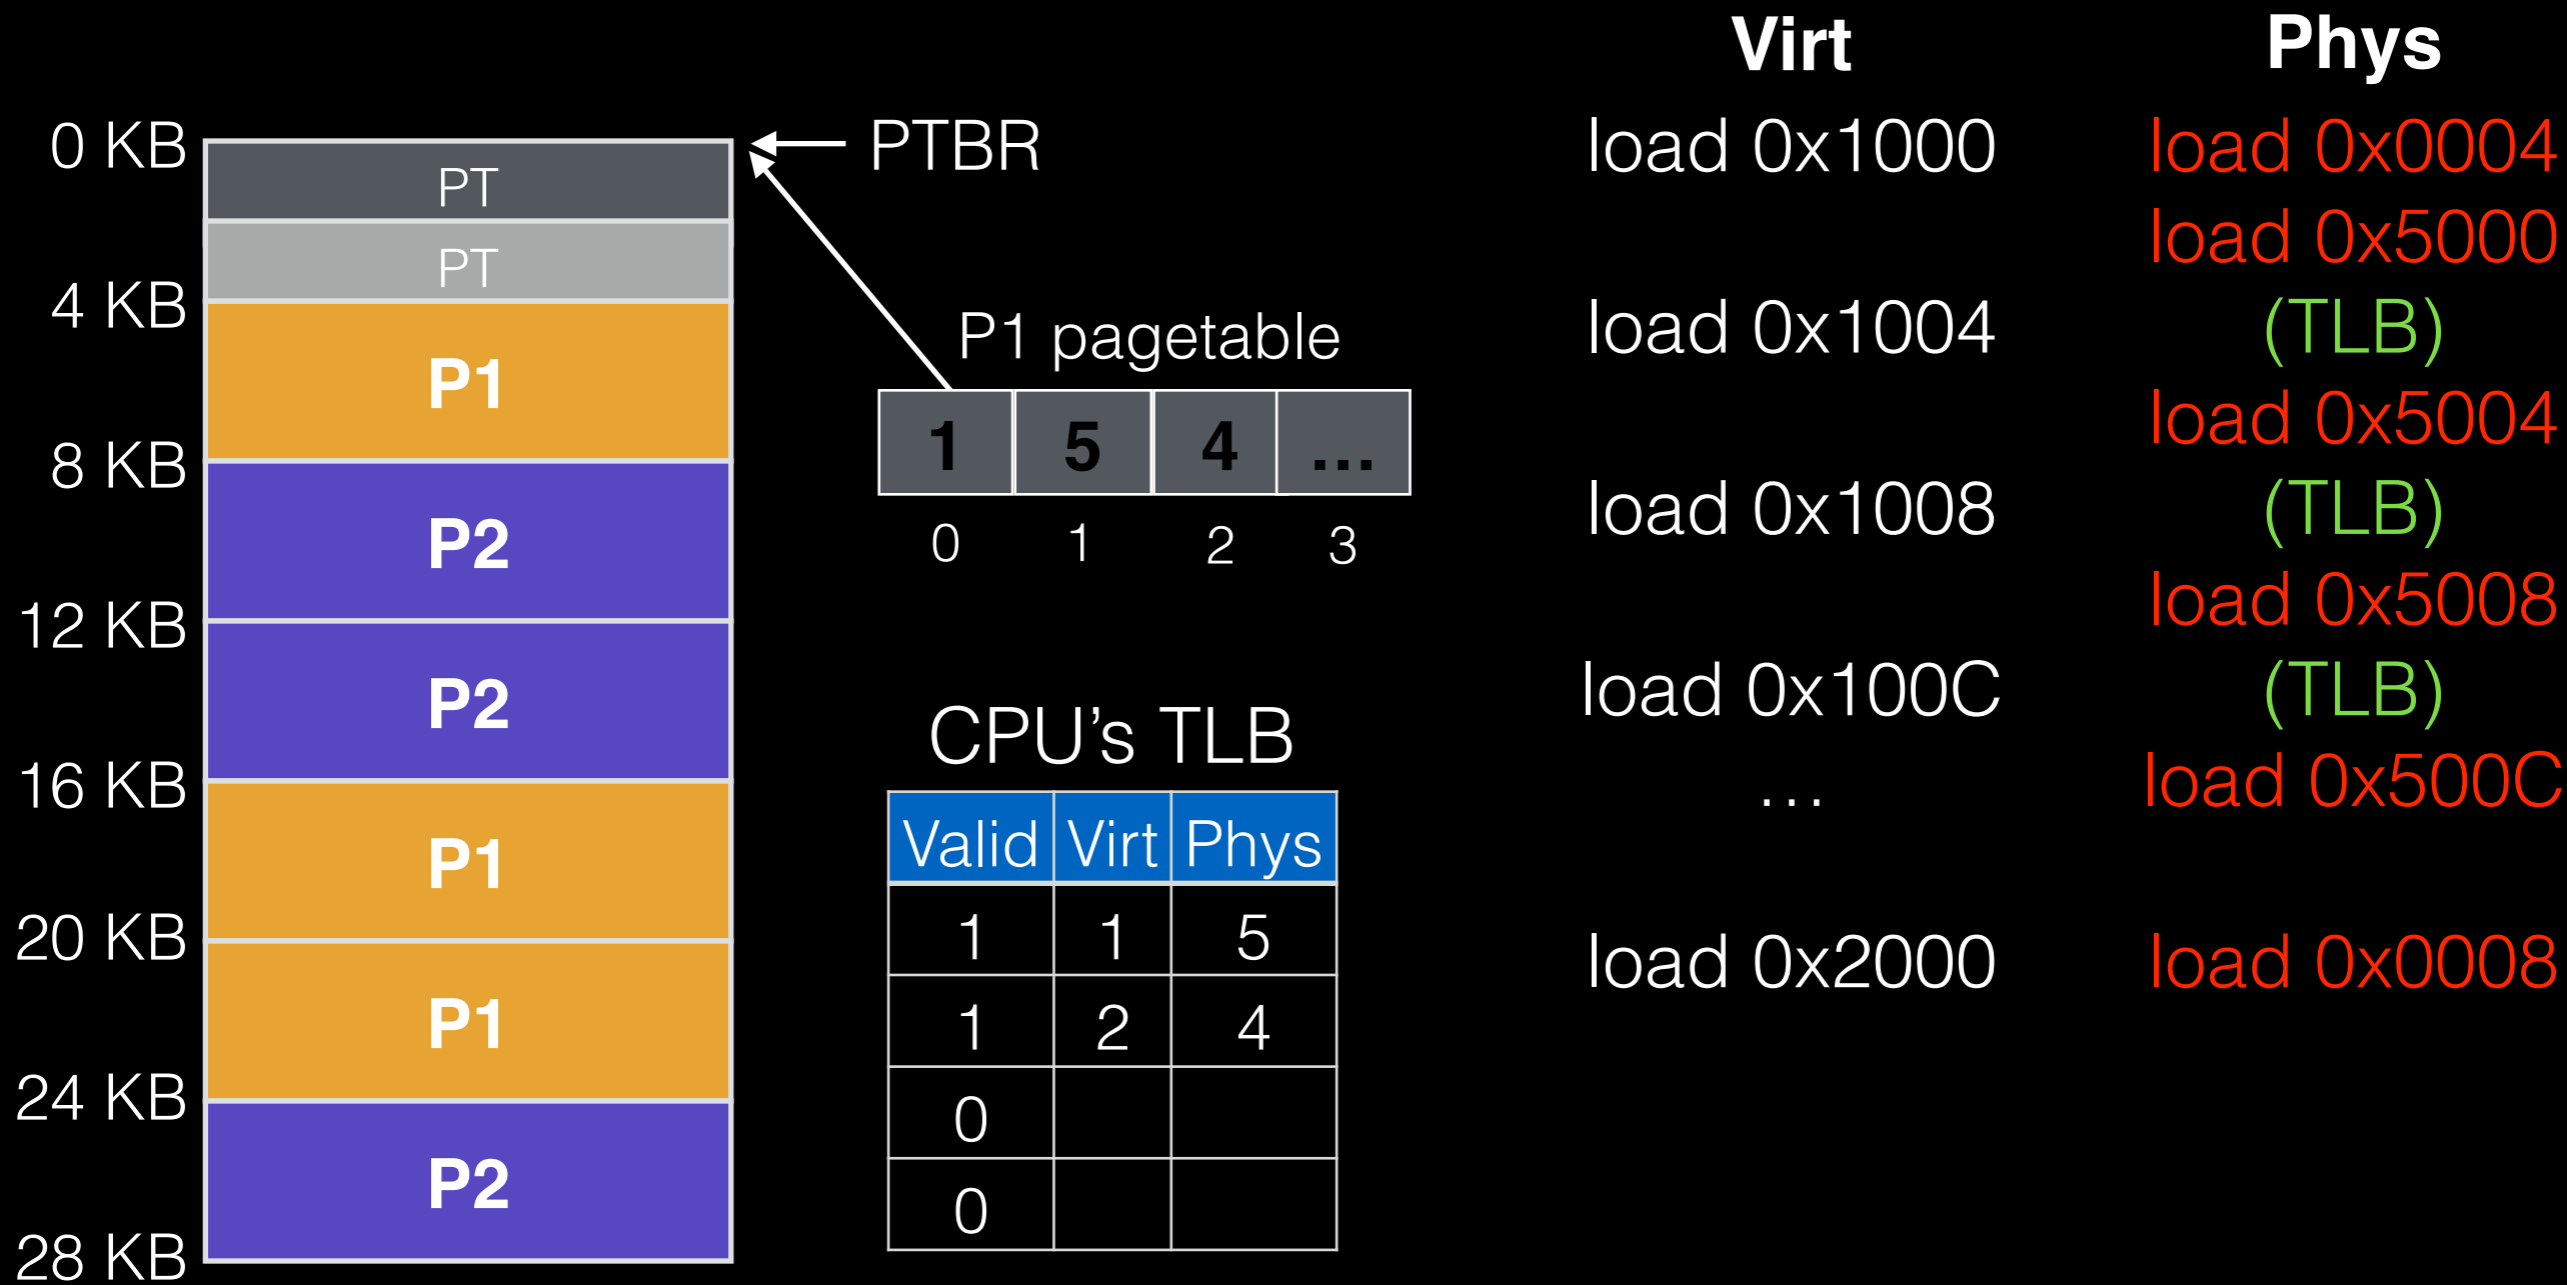 0 KB
PT
PT
4 KB
P1
8 KB
P2
12 KB
P2
16 KB
P1
20 KB
P1
24 KB
P2
28 KB
PTBR
P1 pagetable
1 5 4 ...
0 1 2 3
CPU's TLB
Valid Virt Phys
1 1 5
1 2 4
0
0
Virt Phys
load 0x1000 load 0x0004
load 0x5000
load 0x1004 (TLB)
load 0x5004
load 0x1008 (TLB)
load 0x5008
load 0x100C (TLB)
... load 0x500C
load 0x2000 load 0x0008